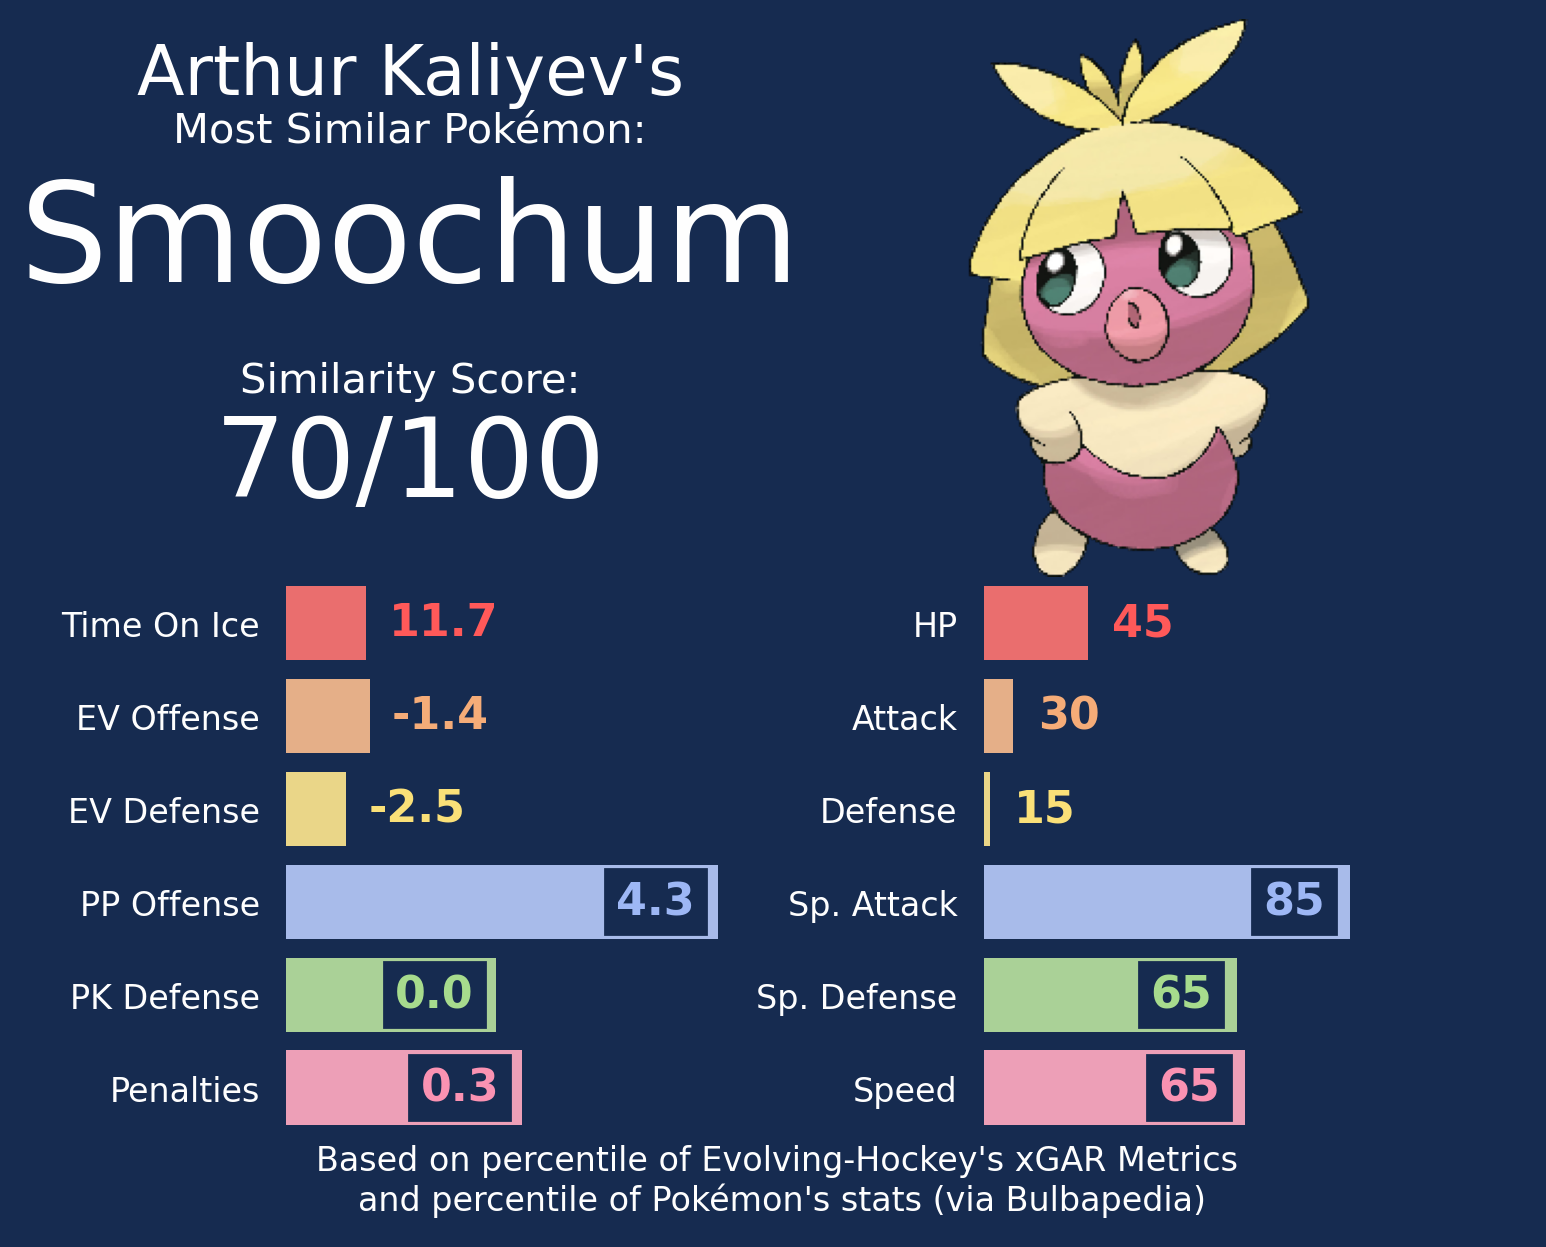 Arthur Kaliyev's
Most Similar Pokémon:
Smoochum
Similarity Score:
70/100
Time On Ice 11.7
EV Offense -1.4
EV Defense -2.5
PP Offense 4.3
PK Defense 0.0
Penalties 0.3
HP 45
Attack 30
Defense 15
Sp. Attack 85
Sp. Defense 65
Speed 65
Based on percentile of Evolving-Hockey's xGAR Metrics
and percentile of Pokémon's stats (via Bulbapedia)